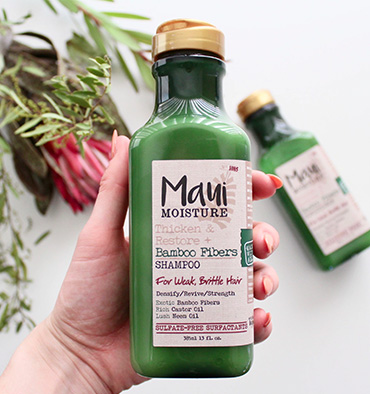 Maui
MOISTURE
Thicken &
Restore +
Bamboo Fibers
SHAMPOO
For Weak, Brittle Hair
Densify/Revive/Strength
Exotic Bamboo Fibers
Rich Castor Oil
Lush Neem Oil
SULFATE-FREE SURFACTANTS
385ml 13 fl. oz.
Maui
MOISTURE